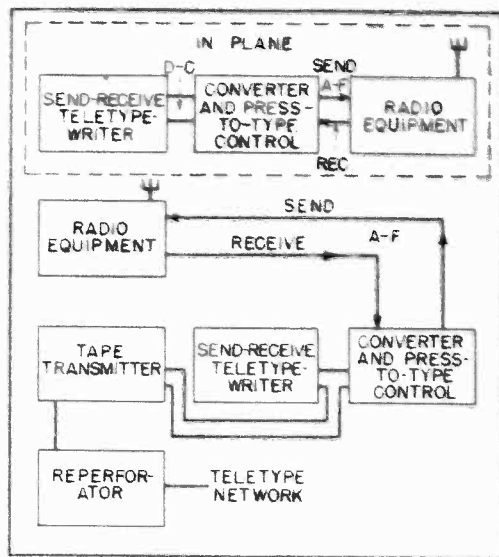 IN PLANE
D-C
SEND
SEND-RECEIVE
TELETYPE-
WRITER
CONVERTER
AND PRESS-
TO-TYPE
CONTROL
A-F
REC
RADIO
EQUIPMENT
RADIO
EQUIPMENT
SEND
RECEIVE
A-F
TAPE
TRANSMITTER
SEND-RECEIVE
TELETYPE-
WRITER
CONVERTER
AND PRESS-
TO-TYPE
CONTROL
REPERFOR-
ATOR
TELETYPE
NETWORK